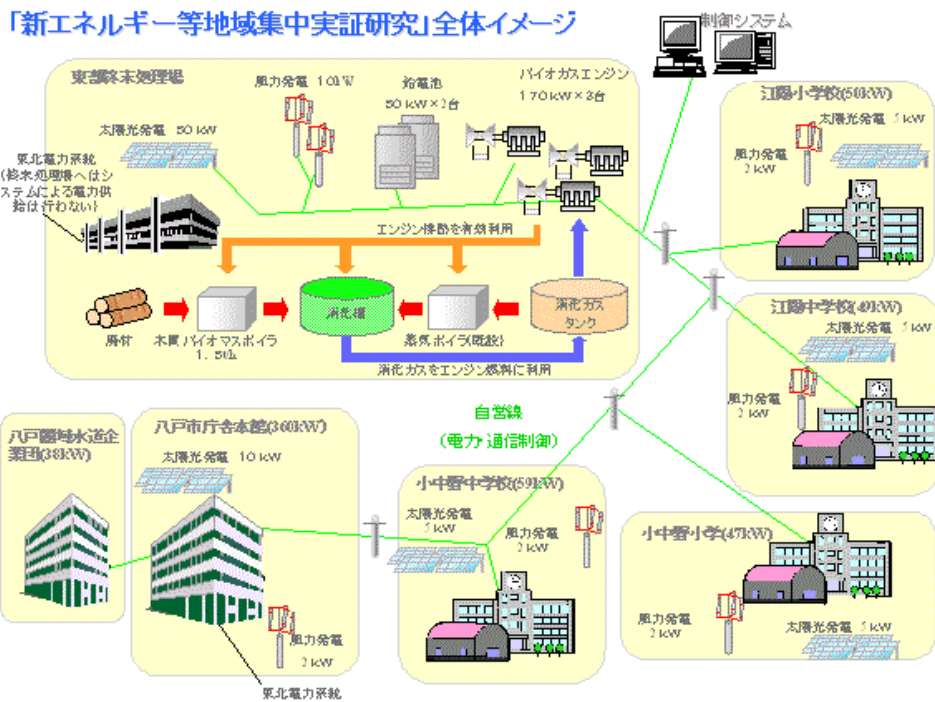 「新エネルギー等地域集中実証研究」全体イメージ
制御システム
東部終末処理場
風力発電 10kW
鉛電池
50kW×2台
バイオガスエンジン
170kW×3台
太陽光発電 50kW
東北電力系統
(終末処理場へはシ
ステムによる電力供
給は行わない)
エンジン排熱を有効利用
廃材
木質バイオマスボイラ
1.5t/h
消化槽
蒸気ボイラ(既設)
消化ガス
タンク
消化ガスをエンジン燃料に利用
江陽小学校(50kW)
太陽光発電 5kW
風力発電
2kW
江陽中学校(49kW)
太陽光発電 5kW
風力発電
2kW
自営線
(電力・通信制御)
八戸圏域水道企
業団(38kW)
八戸市庁舎本館(360kW)
太陽光発電 10kW
風力発電
2kW
東北電力系統
小中野中学校(59kW)
太陽光発電
5kW
風力発電
2kW
小中野小学(47kW)
風力発電
2kW
太陽光発電 5kW